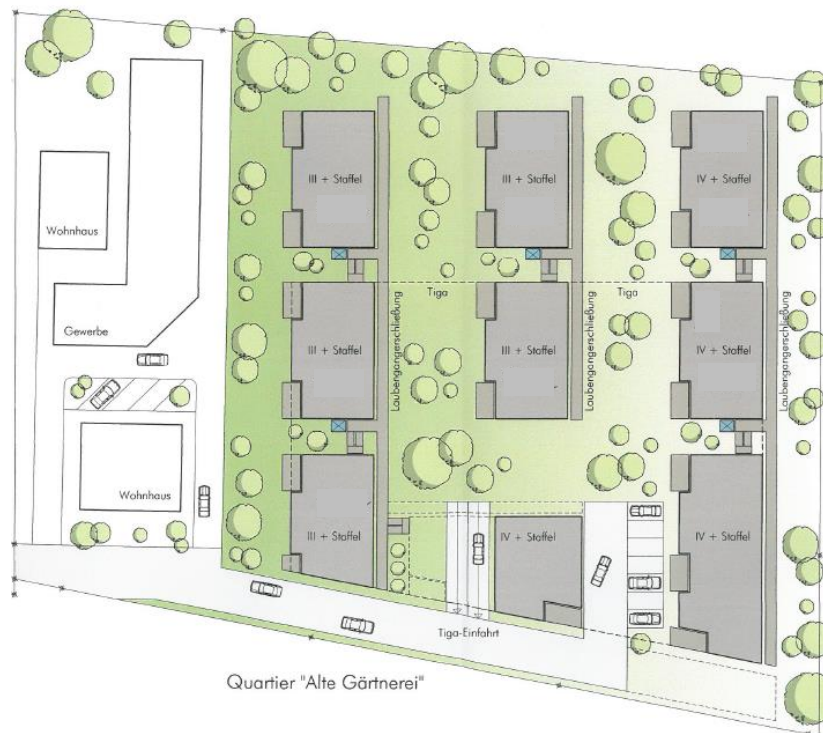 III + Staffel
III + Staffel
IV + Staffel
Wohnhaus
Tiga
Tiga
Laubengangerschließung
Laubengangerschließung
Laubengangerschließung
Gewerbe
III + Staffel
III + Staffel
IV + Staffel
Wohnhaus
III + Staffel
IV + Staffel
IV + Staffel
Tiga-Einfahrt
Quartier "Alte Gärtnerei"